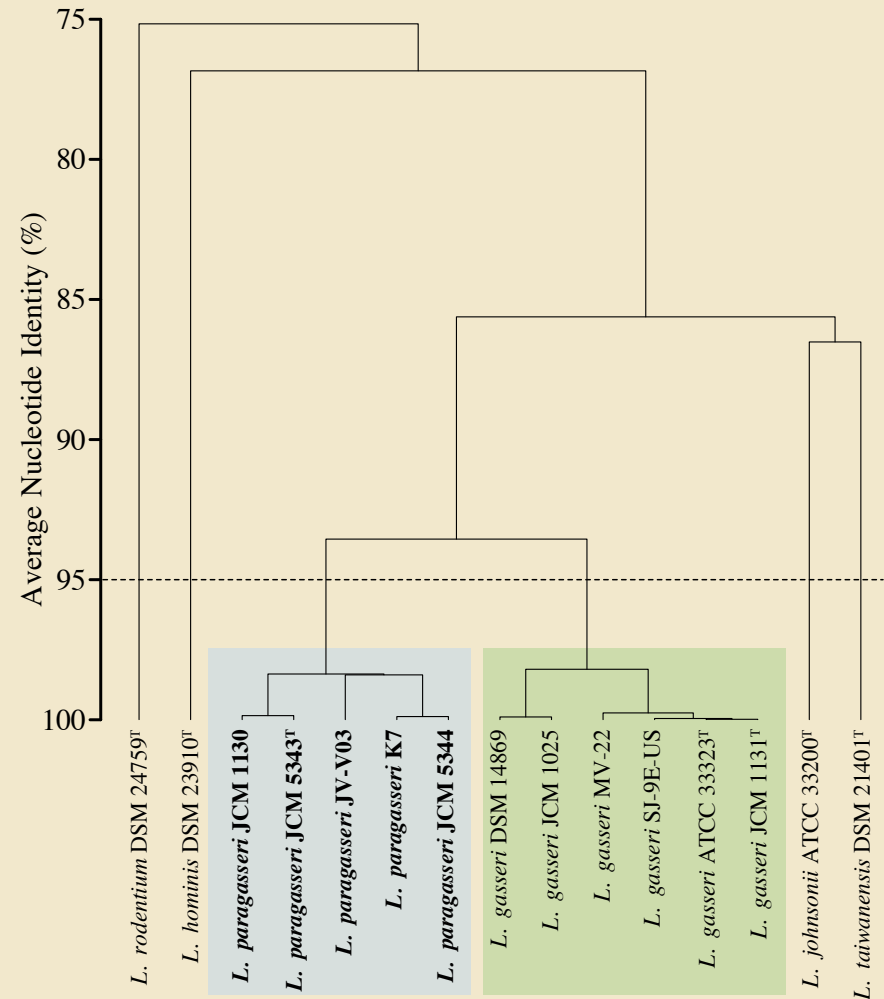 Average Nucleotide Identity (%)
75
80
85
90
95
100
L. rodentium DSM 24759ᵀ
L. hominis DSM 23910ᵀ
L. paragasseri JCM 1130
L. paragasseri JCM 5343ᵀ
L. paragasseri JV-V03
L. paragasseri K7
L. paragasseri JCM 5344
L. gasseri DSM 14869
L. gasseri JCM 1025
L. gasseri MV-22
L. gasseri SJ-9E-US
L. gasseri ATCC 33323ᵀ
L. gasseri JCM 1131ᵀ
L. johnsonii ATCC 33200ᵀ
L. taiwanensis DSM 21401ᵀ